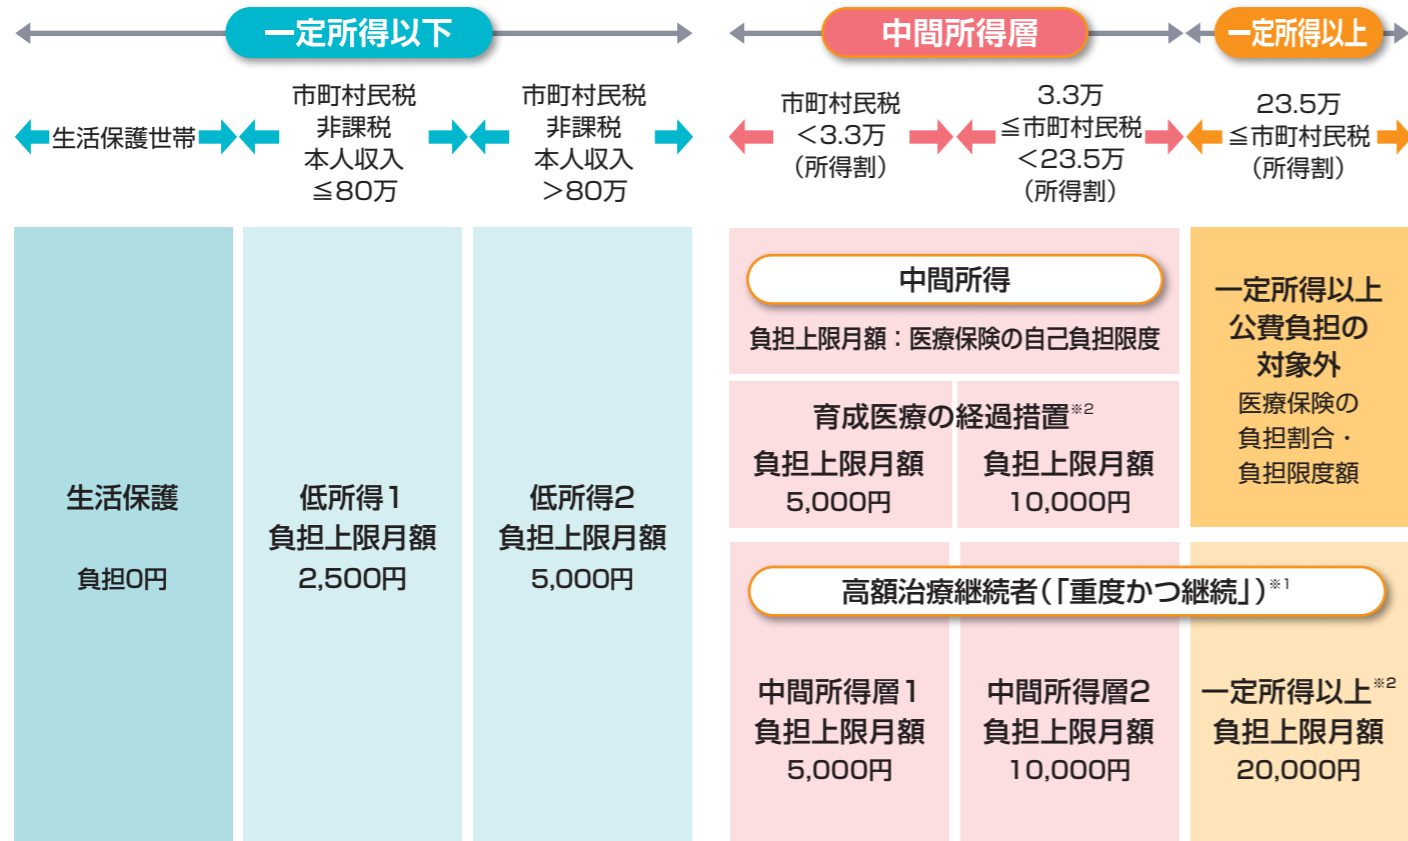 一定所得以下
中間所得層
一定所得以上
生活保護世帯
市町村民税
非課税
本人収入
≦80万
市町村民税
非課税
本人収入
＞80万
市町村民税
＜3.3万
（所得割）
3.3万
≦市町村民税
＜23.5万
（所得割）
23.5万
≦市町村民税
（所得割）
生活保護
負担0円
低所得1
負担上限月額
2,500円
低所得2
負担上限月額
5,000円
中間所得
負担上限月額：医療保険の自己負担限度
育成医療の経過措置※2
負担上限月額
5,000円
負担上限月額
10,000円
一定所得以上
公費負担の
対象外
医療保険の
負担割合・
負担限度額
高額治療継続者（「重度かつ継続」）※1
中間所得層1
負担上限月額
5,000円
中間所得層2
負担上限月額
10,000円
一定所得以上※2
負担上限月額
20,000円